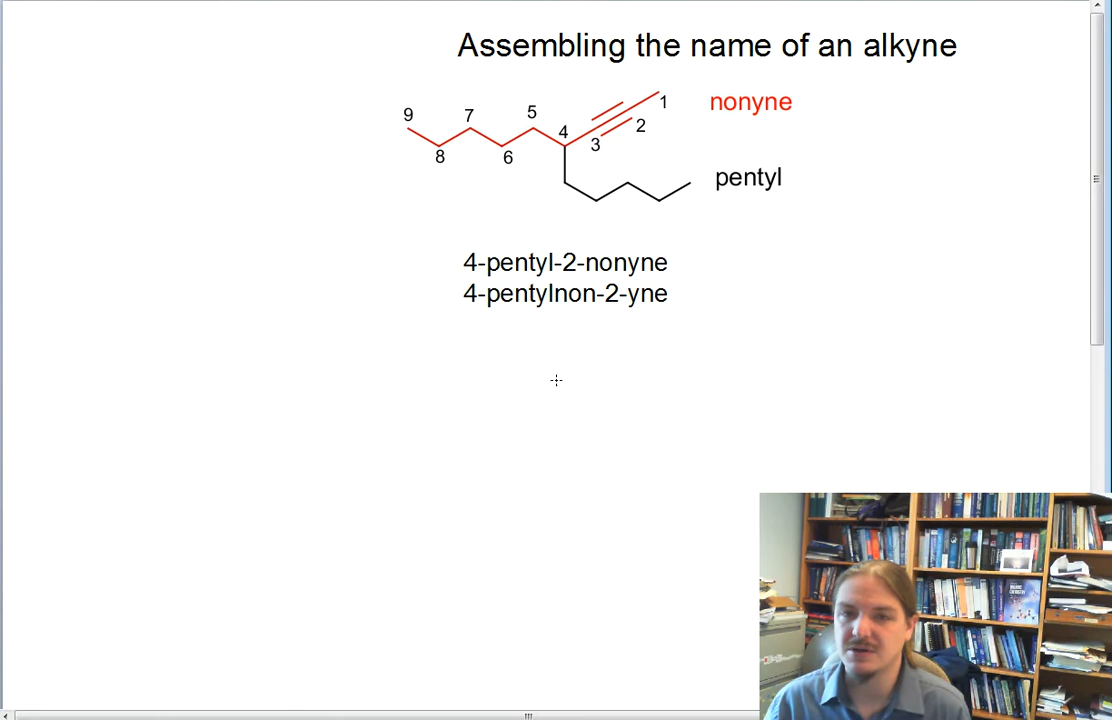 Assembling the name of an alkyne
9
7
5
4
1
nonyne
2
3
8
6
pentyl
4-pentyl-2-nonyne
4-pentylnon-2-yne